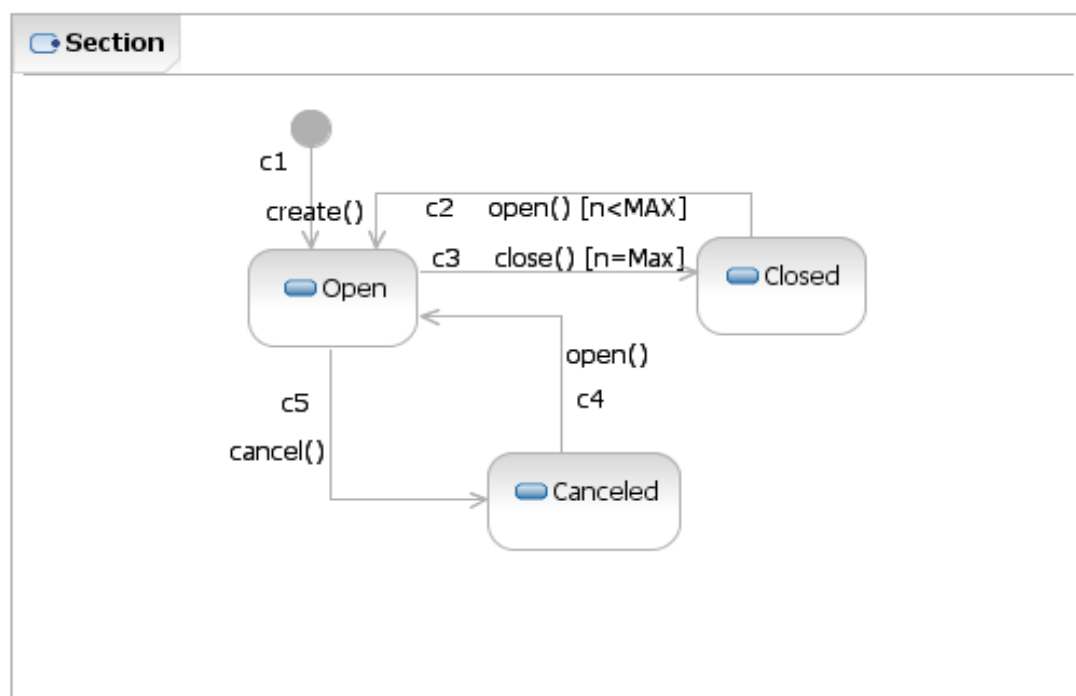 Section
c1
create()
c2 open() [n<MAX]
c3 close() [n=Max]
Open
Closed
open()
c4
c5
cancel()
Canceled